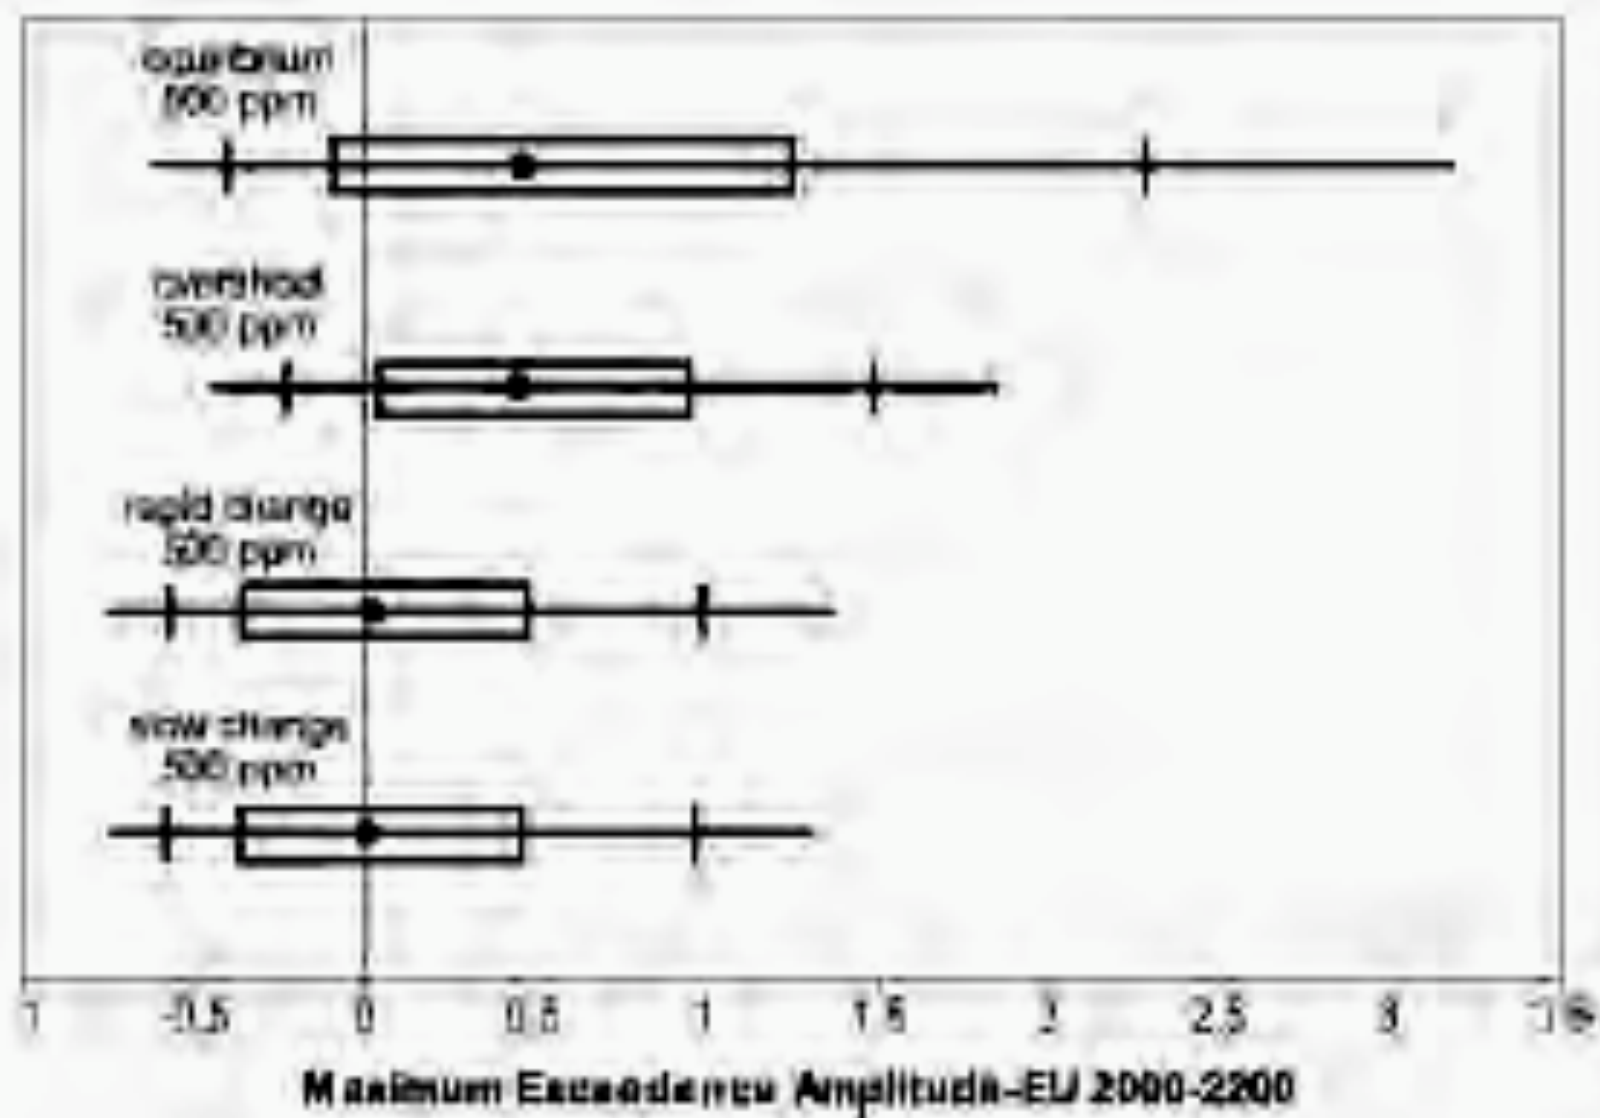 equilibrium
500 ppm
overshoot
500 ppm
rapid change
500 ppm
slow change
500 ppm
-0.5 0 0.5 1 1.5 2 2.5 3
Maximum Exceedence Amplitude-EU 2000-2200